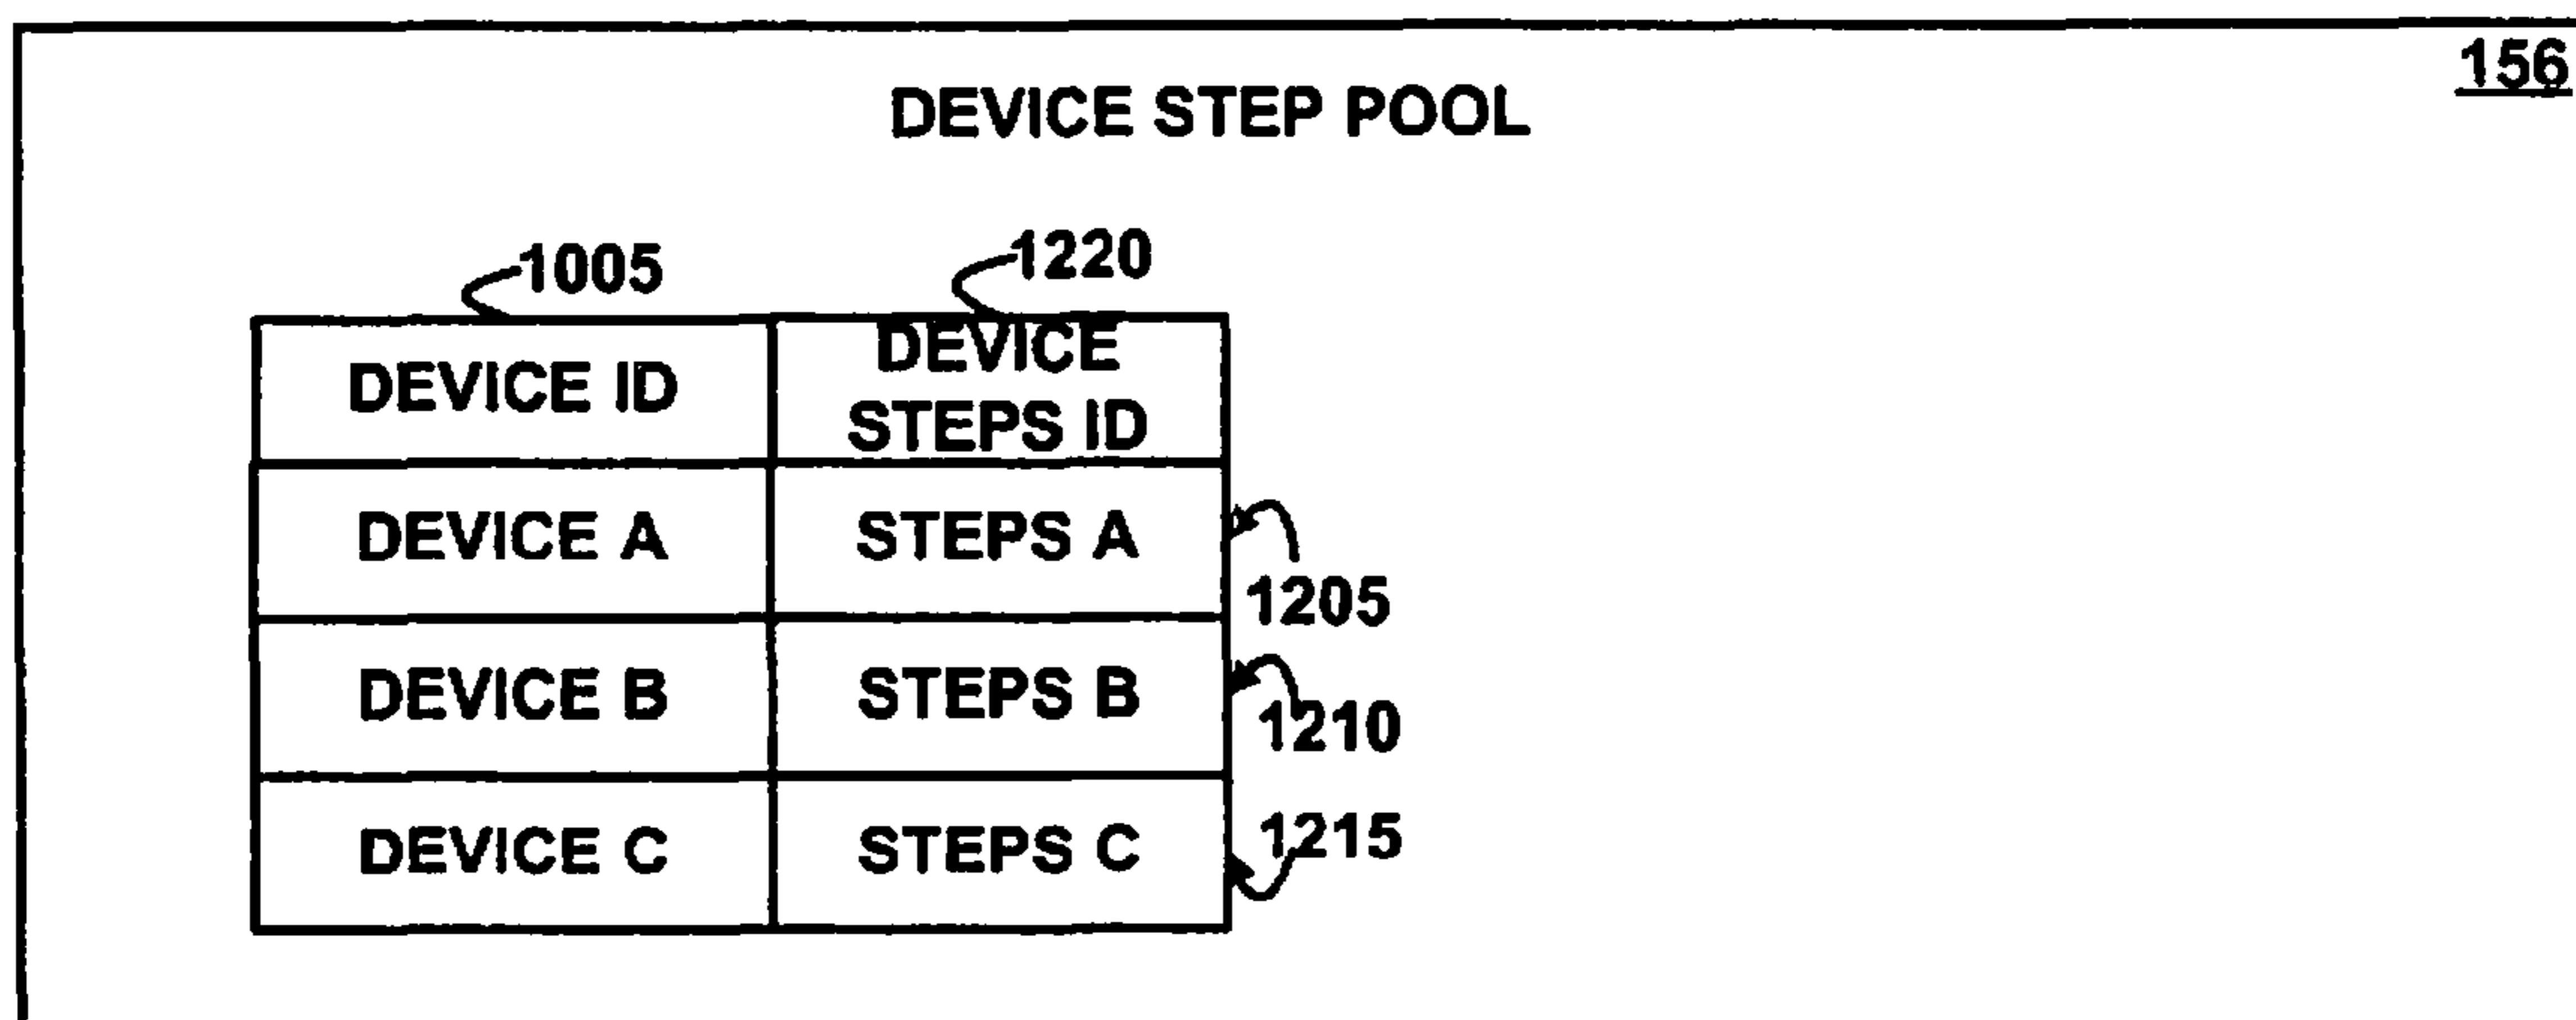 156
DEVICE STEP POOL
1005
1220
DEVICE ID
DEVICE
STEPS ID
DEVICE A
STEPS A
1205
DEVICE B
STEPS B
1210
DEVICE C
STEPS C
1215